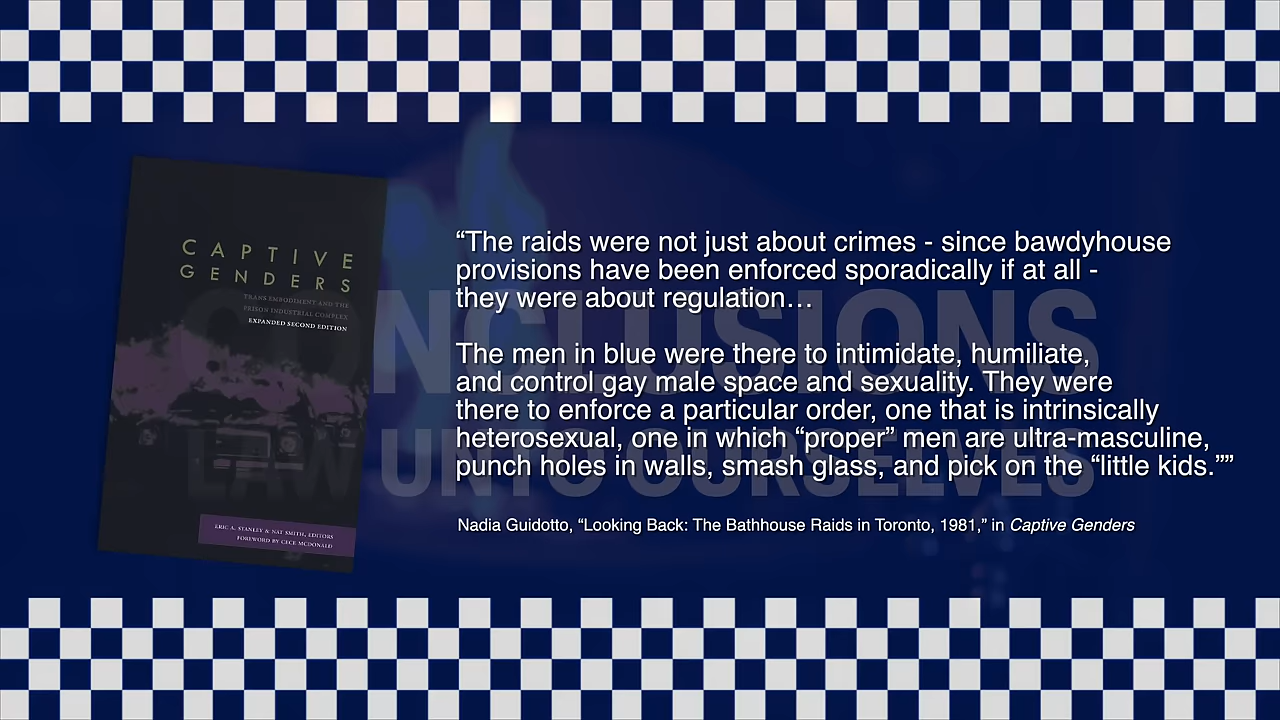 CAPTIVE
GENDERS
TRANS EMBODIMENT AND THE
PRISON INDUSTRIAL COMPLEX
EXPANDED SECOND EDITION
ERIC A. STANLEY & NAT SMITH, EDITORS
FOREWORD BY CECE MCDONALD
CONCLUSIONS
LAW UNTO OURSELVES
“The raids were not just about crimes - since bawdyhouse
provisions have been enforced sporadically if at all -
they were about regulation…
The men in blue were there to intimidate, humiliate,
and control gay male space and sexuality. They were
there to enforce a particular order, one that is intrinsically
heterosexual, one in which “proper” men are ultra-masculine,
punch holes in walls, smash glass, and pick on the “little kids.””
Nadia Guidotto, “Looking Back: The Bathhouse Raids in Toronto, 1981,” in Captive Genders